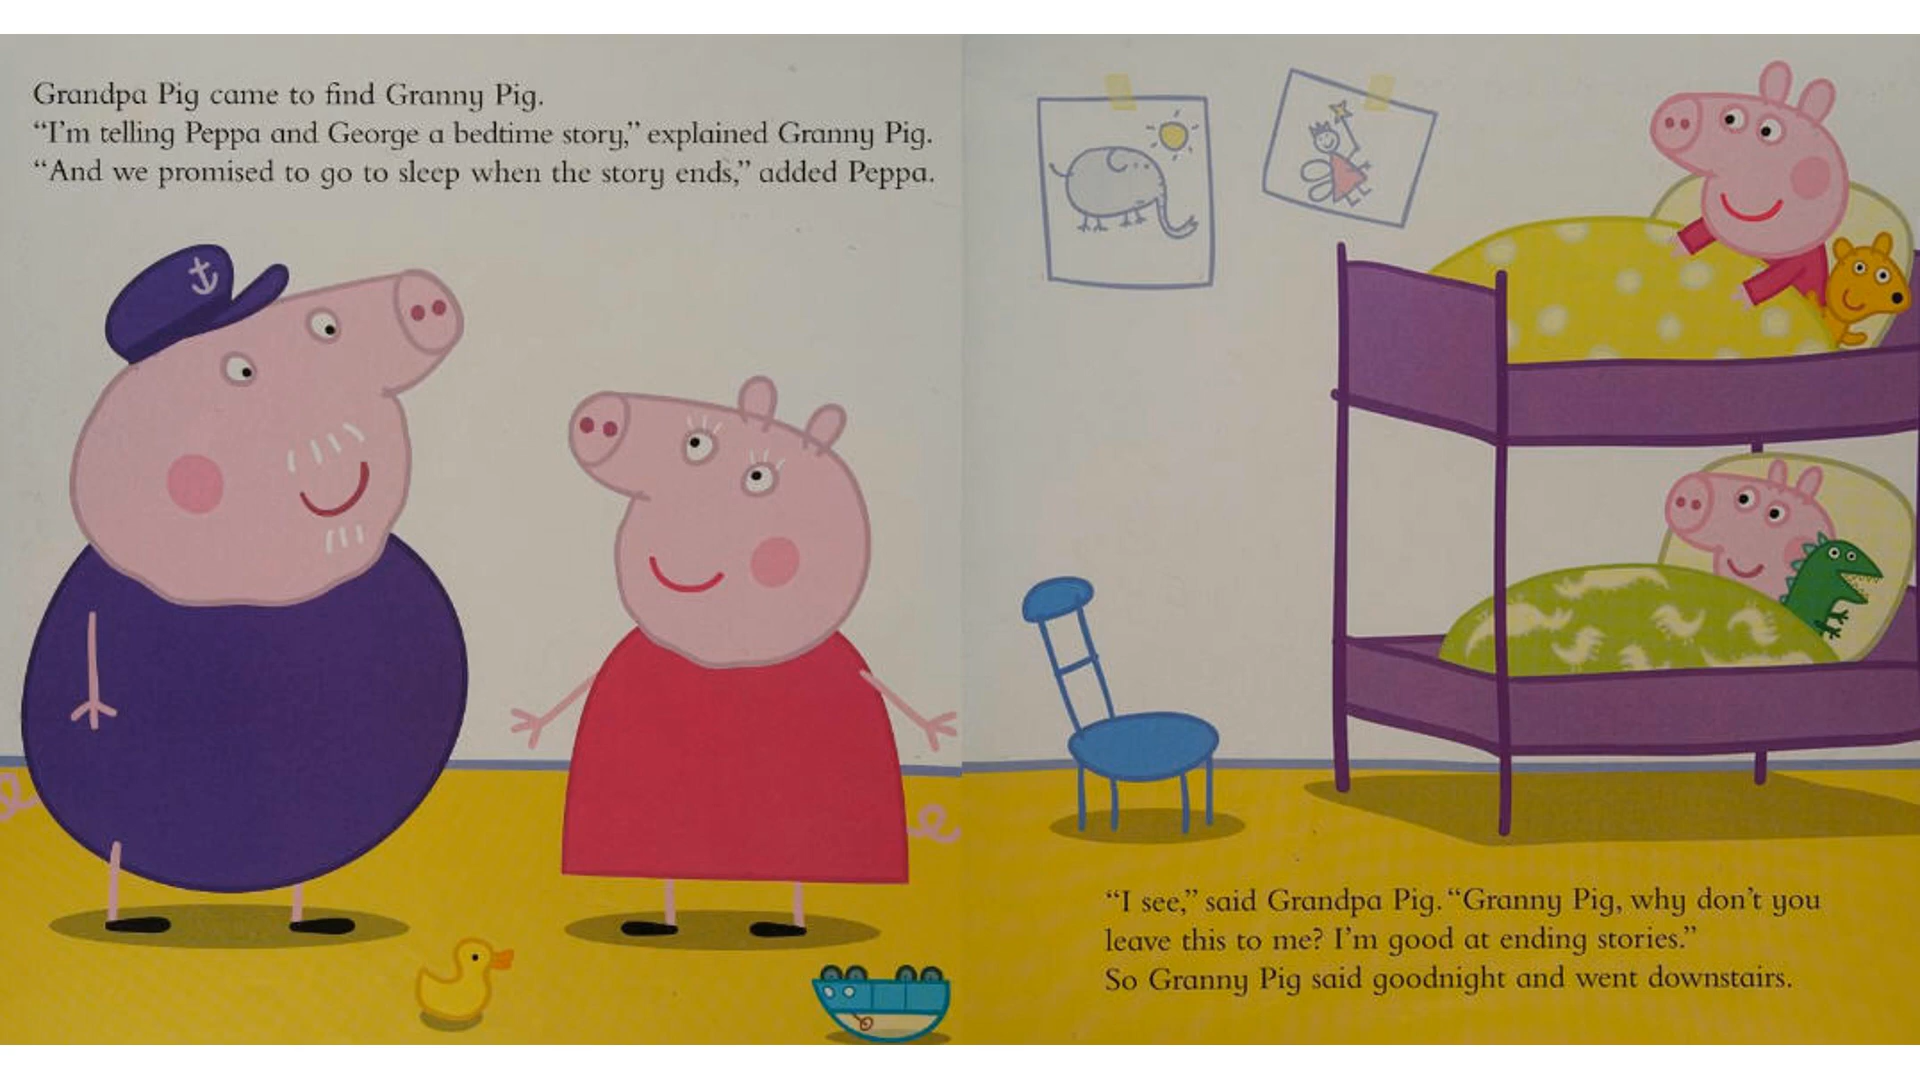 Grandpa Pig came to find Granny Pig.
“I’m telling Peppa and George a bedtime story,” explained Granny Pig.
“And we promised to go to sleep when the story ends,” added Peppa.
“I see,” said Grandpa Pig. “Granny Pig, why don’t you
leave this to me? I’m good at ending stories.”
So Granny Pig said goodnight and went downstairs.